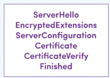 ServerHello
EncryptedExtensions
ServerConfiguration
Certificate
CertificateVerify
Finished